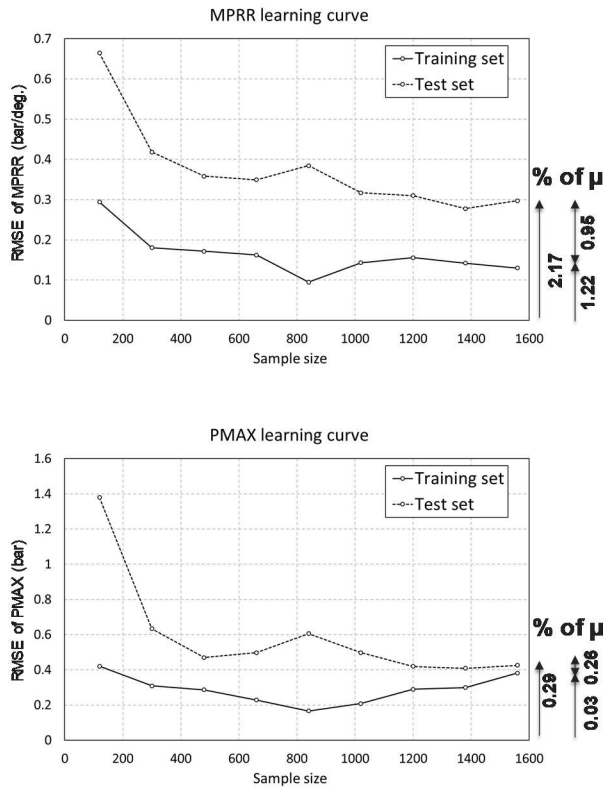 MPRR learning curve
RMSE of MPRR (bar/deg.)
0.7
0.6
0.5
0.4
0.3
0.2
0.1
0
Training set
Test set
0 200 400 600 800 1000 1200 1400 1600
Sample size
% of μ
2.17
0.95
1.22
PMAX learning curve
RMSE of PMAX (bar)
1.6
1.4
1.2
1
0.8
0.6
0.4
0.2
0
Training set
Test set
0 200 400 600 800 1000 1200 1400 1600
Sample size
% of μ
0.29
0.26
0.03